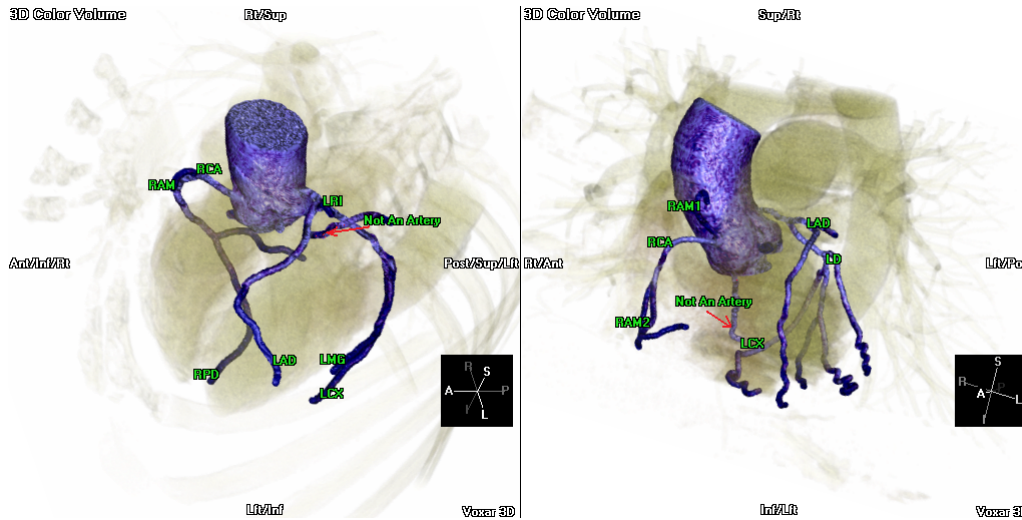 3D Color Volume
Rt/Sup
RCA
RAM
LRI
Not An Artery
Ant/Inf/Rt
Post/Sup/Lft
LAD
LMG
RPD
LCX
R
S
A
P
I
L
Lft/Inf
Voxar 3D
3D Color Volume
Sup/Rt
RAM1
LAD
RCA
LD
Rt/Ant
Lft/Po
Not An Artery
RAM2
LCX
S
R
P
A
L
I
Inf/Lft
Voxar 3